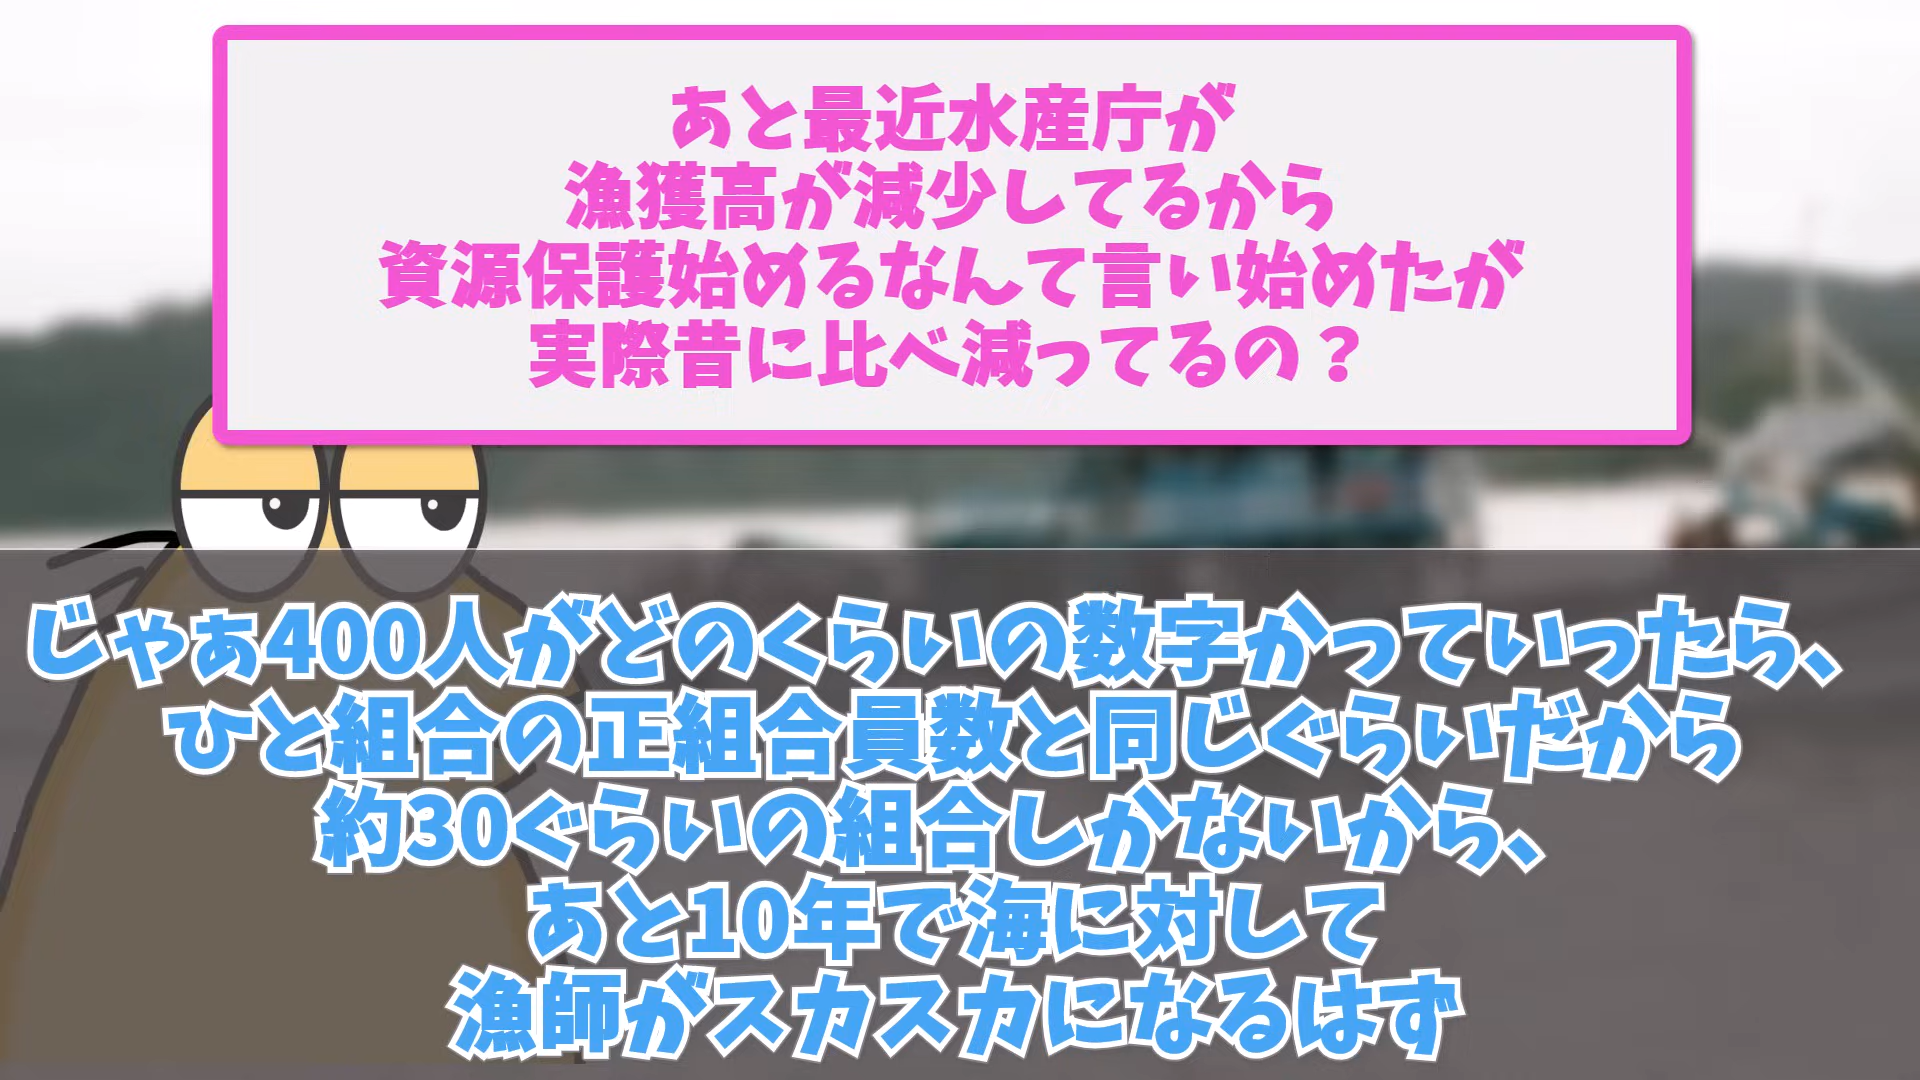 あと最近水産庁が
漁獲高が減少してるから
資源保護始めるなんて言い始めたが
実際昔に比べ減ってるの？
じゃぁ400人がどのくらいの数字かっていったら、
ひと組合の正組合員数と同じぐらいだから
約30ぐらいの組合しかないから、
あと10年で海に対して
漁師がスカスカになるはず